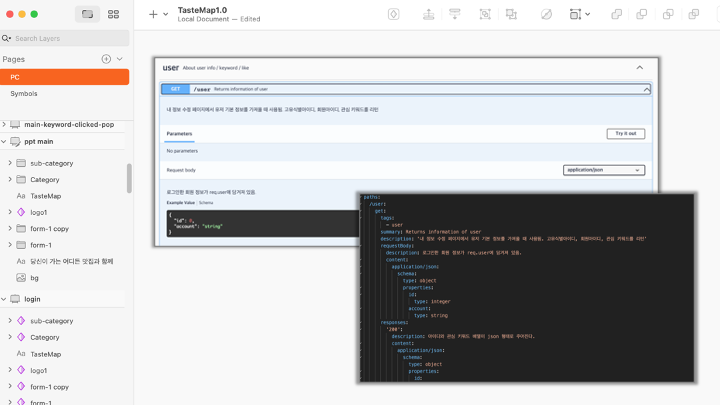 TasteMap1.0
Local Document — Edited
Search Layers
Pages
PC
Symbols
main-keyword-clicked-pop
ppt main
sub-category
Category
Aa TasteMap
logo1
form-1 copy
form-1
Aa 당신이 가는 어디든 맛집과 함께
bg
login
sub-category
Category
Aa TasteMap
logo1
form-1 copy
form-1
user About user info / keyword / like
GET /user Returns information of user
내 정보 수정 페이지에서 유저 기본 정보를 가져올 때 사용됨. 고유식별아이디, 회원아이디, 관심 키워드를 리턴
Parameters
Try it out
No parameters
Request body
application/json
로그인한 회원 정보가 req.user에 담겨져 있음.
Example Value Schema
{
"id": 0,
"account": "string"
}
paths:
/user:
get:
tags:
- user
summary: Returns information of user
description: '내 정보 수정 페이지에서 유저 기본 정보를 가져올 때 사용됨. 고유식별아이디, 회원아이디, 관심 키워드를 리턴'
requestBody:
description: 로그인한 회원 정보가 req.user에 담겨져 있음.
content:
application/json:
schema:
type: object
properties:
id:
type: integer
account:
type: string
responses:
'200':
description: 아이디와 관심 키워드 배열이 json 형태로 주어진다.
content:
application/json:
schema:
type: object
properties:
id: